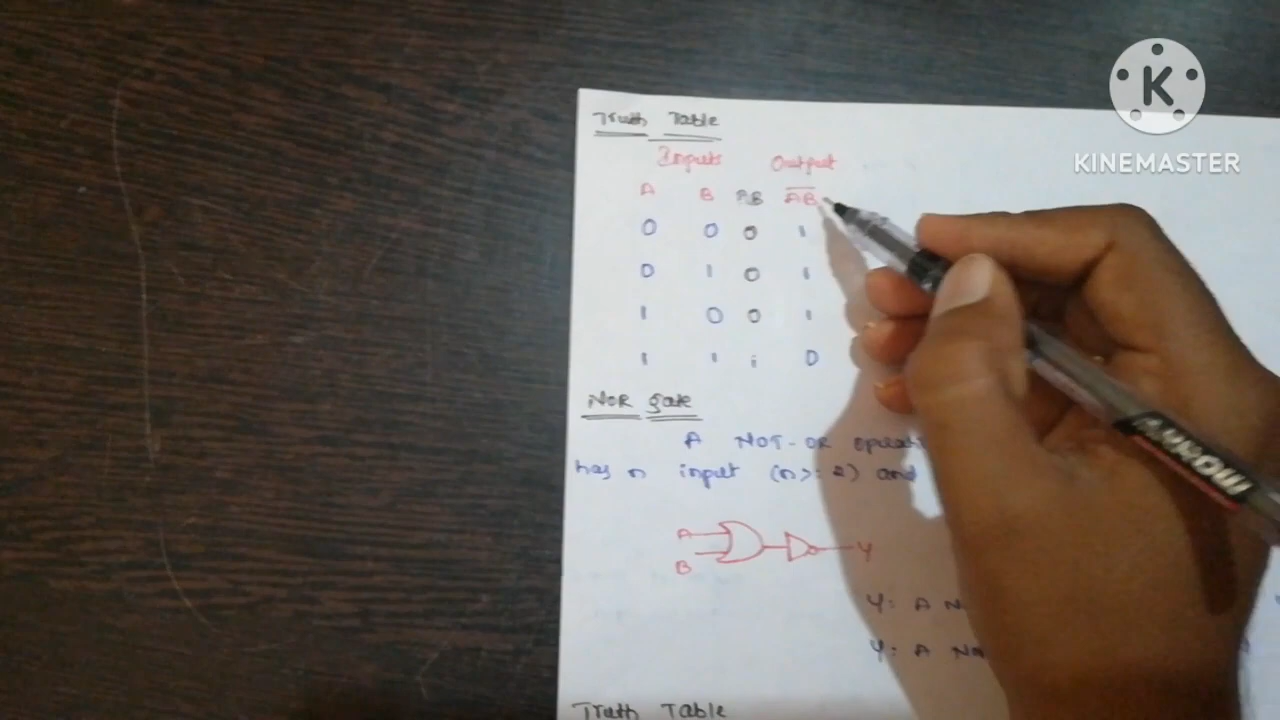 KINEMASTER
Truth Table
Inputs Output
A B AB A̅B̅
0 0 0 1
0 1 0 1
1 0 0 1
1 1 1 0
NOR gate
A NOT-OR
has n input (n>=2) and
A
B
Y
Y: A
Y: A
Truth Table